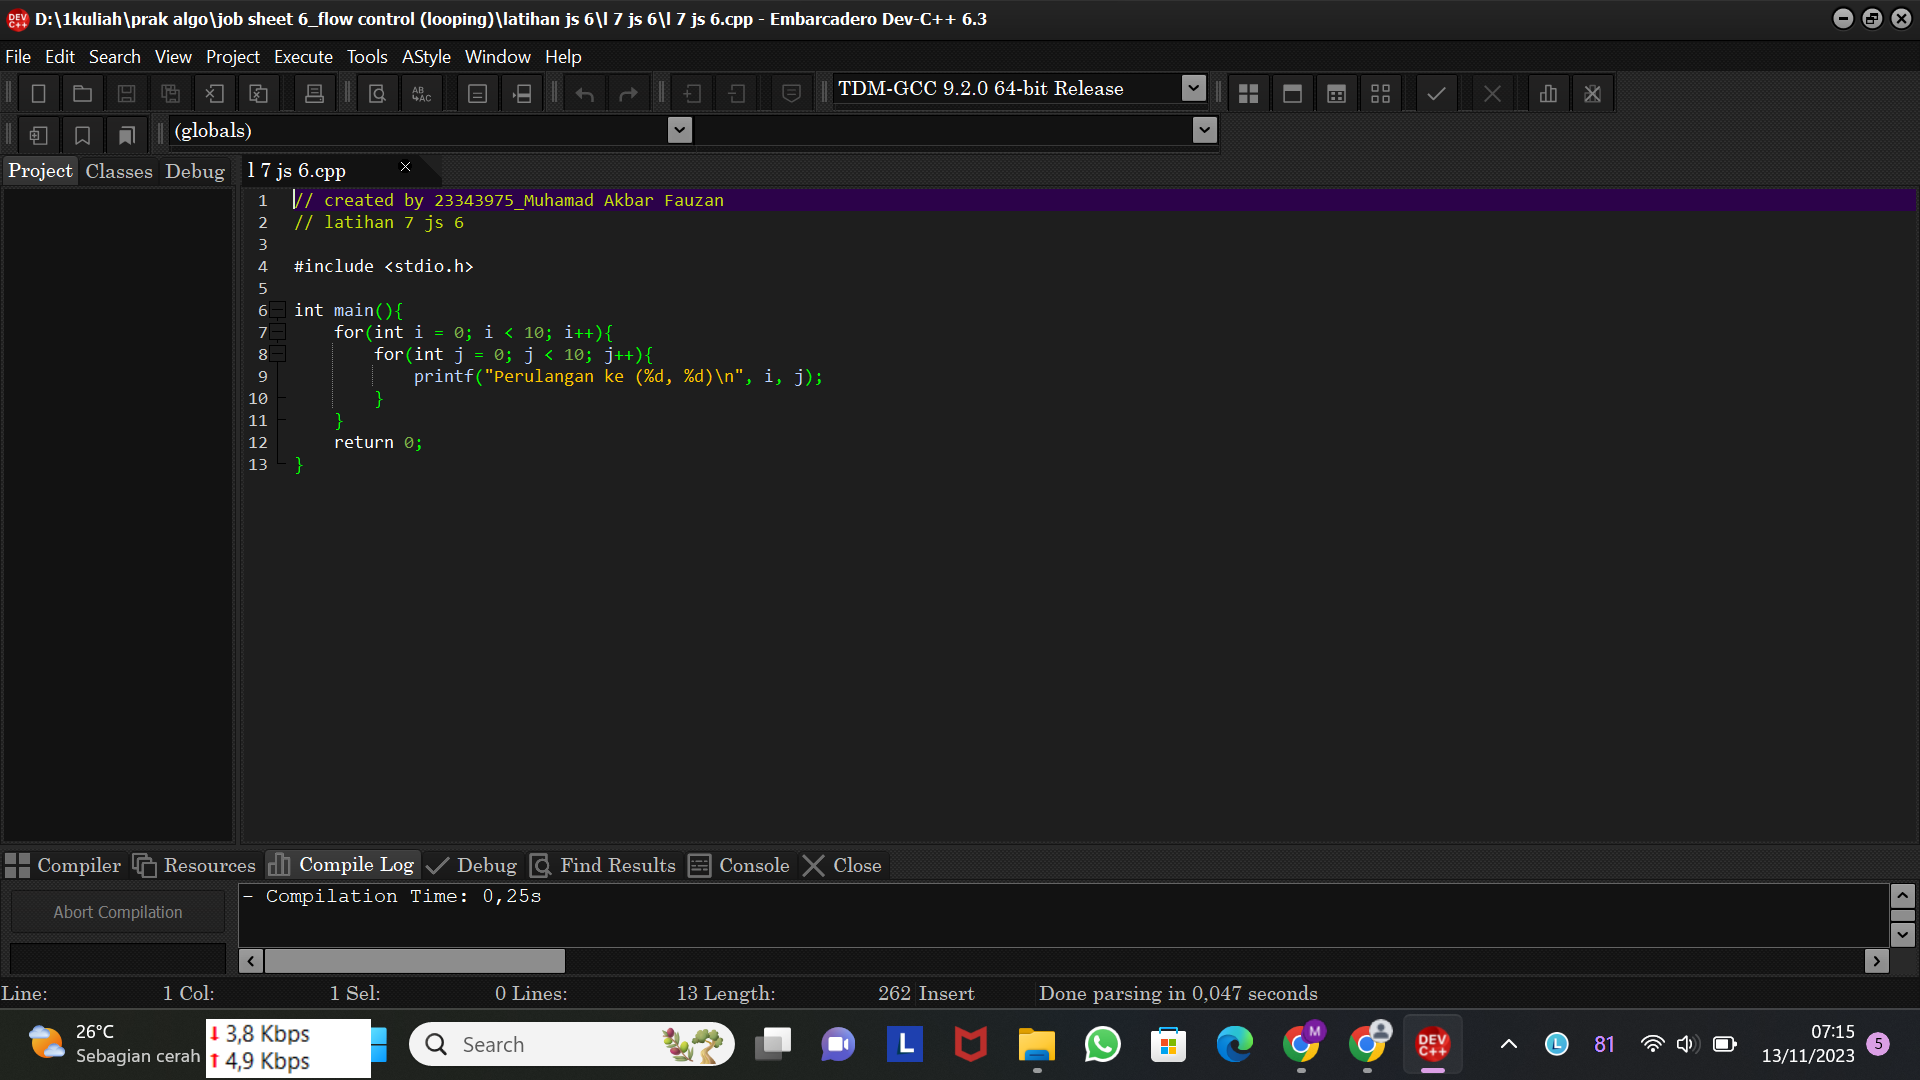 D:\1kuliah\prak algo\job sheet 6_flow control (looping)\latihan js 6\l 7 js 6\l 7 js 6.cpp - Embarcadero Dev-C++ 6.3
File Edit Search View Project Execute Tools AStyle Window Help
TDM-GCC 9.2.0 64-bit Release
(globals)
Project Classes Debug
l 7 js 6.cpp
1 // created by 23343975_Muhamad Akbar Fauzan
2 // latihan 7 js 6
3
4 #include <stdio.h>
5
6 int main(){
7     for(int i = 0; i < 10; i++){
8         for(int j = 0; j < 10; j++){
9             printf("Perulangan ke (%d, %d)\n", i, j);
10         }
11     }
12     return 0;
13 }
Compiler Resources Compile Log Debug Find Results Console Close
Abort Compilation
- Compilation Time: 0,25s
Line: 1 Col: 1 Sel: 0 Lines: 13 Length: 262 Insert Done parsing in 0,047 seconds
26°C
Sebagian cerah
3,8 Kbps
4,9 Kbps
Search
L
M
DEV C++
L
81
07:15
13/11/2023
5